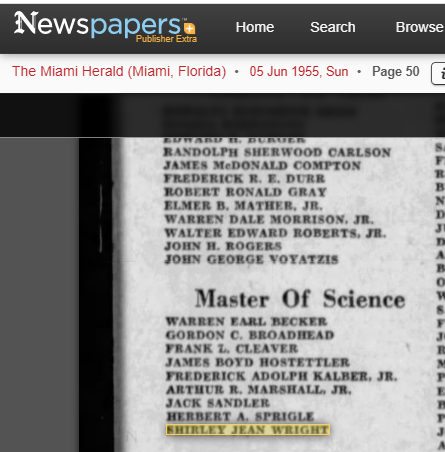 Newspapers™
Publisher Extra
Home Search Browse
The Miami Herald (Miami, Florida) • 05 Jun 1955, Sun • Page 50
EDWARD H. BURGER
RANDOLPH SHERWOOD CARLSON
JAMES McDONALD COMPTON
FREDERICK R. E. DURR
ROBERT RONALD GRAY
ELMER B. MATHER, JR.
WARREN DALE MORRISON, JR.
WALTER EDWARD ROBERTS, JR.
JOHN H. ROGERS
JOHN GEORGE VOYATZIS
Master Of Science
WARREN EARL BECKER
GORDON C. BROADHEAD
FRANK L. CLEAVER
JAMES BOYD HOSTETTLER
FREDERICK ADOLPH KALBER, JR.
ARTHUR R. MARSHALL, JR.
JACK SANDLER
HERBERT A. SPRIGLE
SHIRLEY JEAN WRIGHT